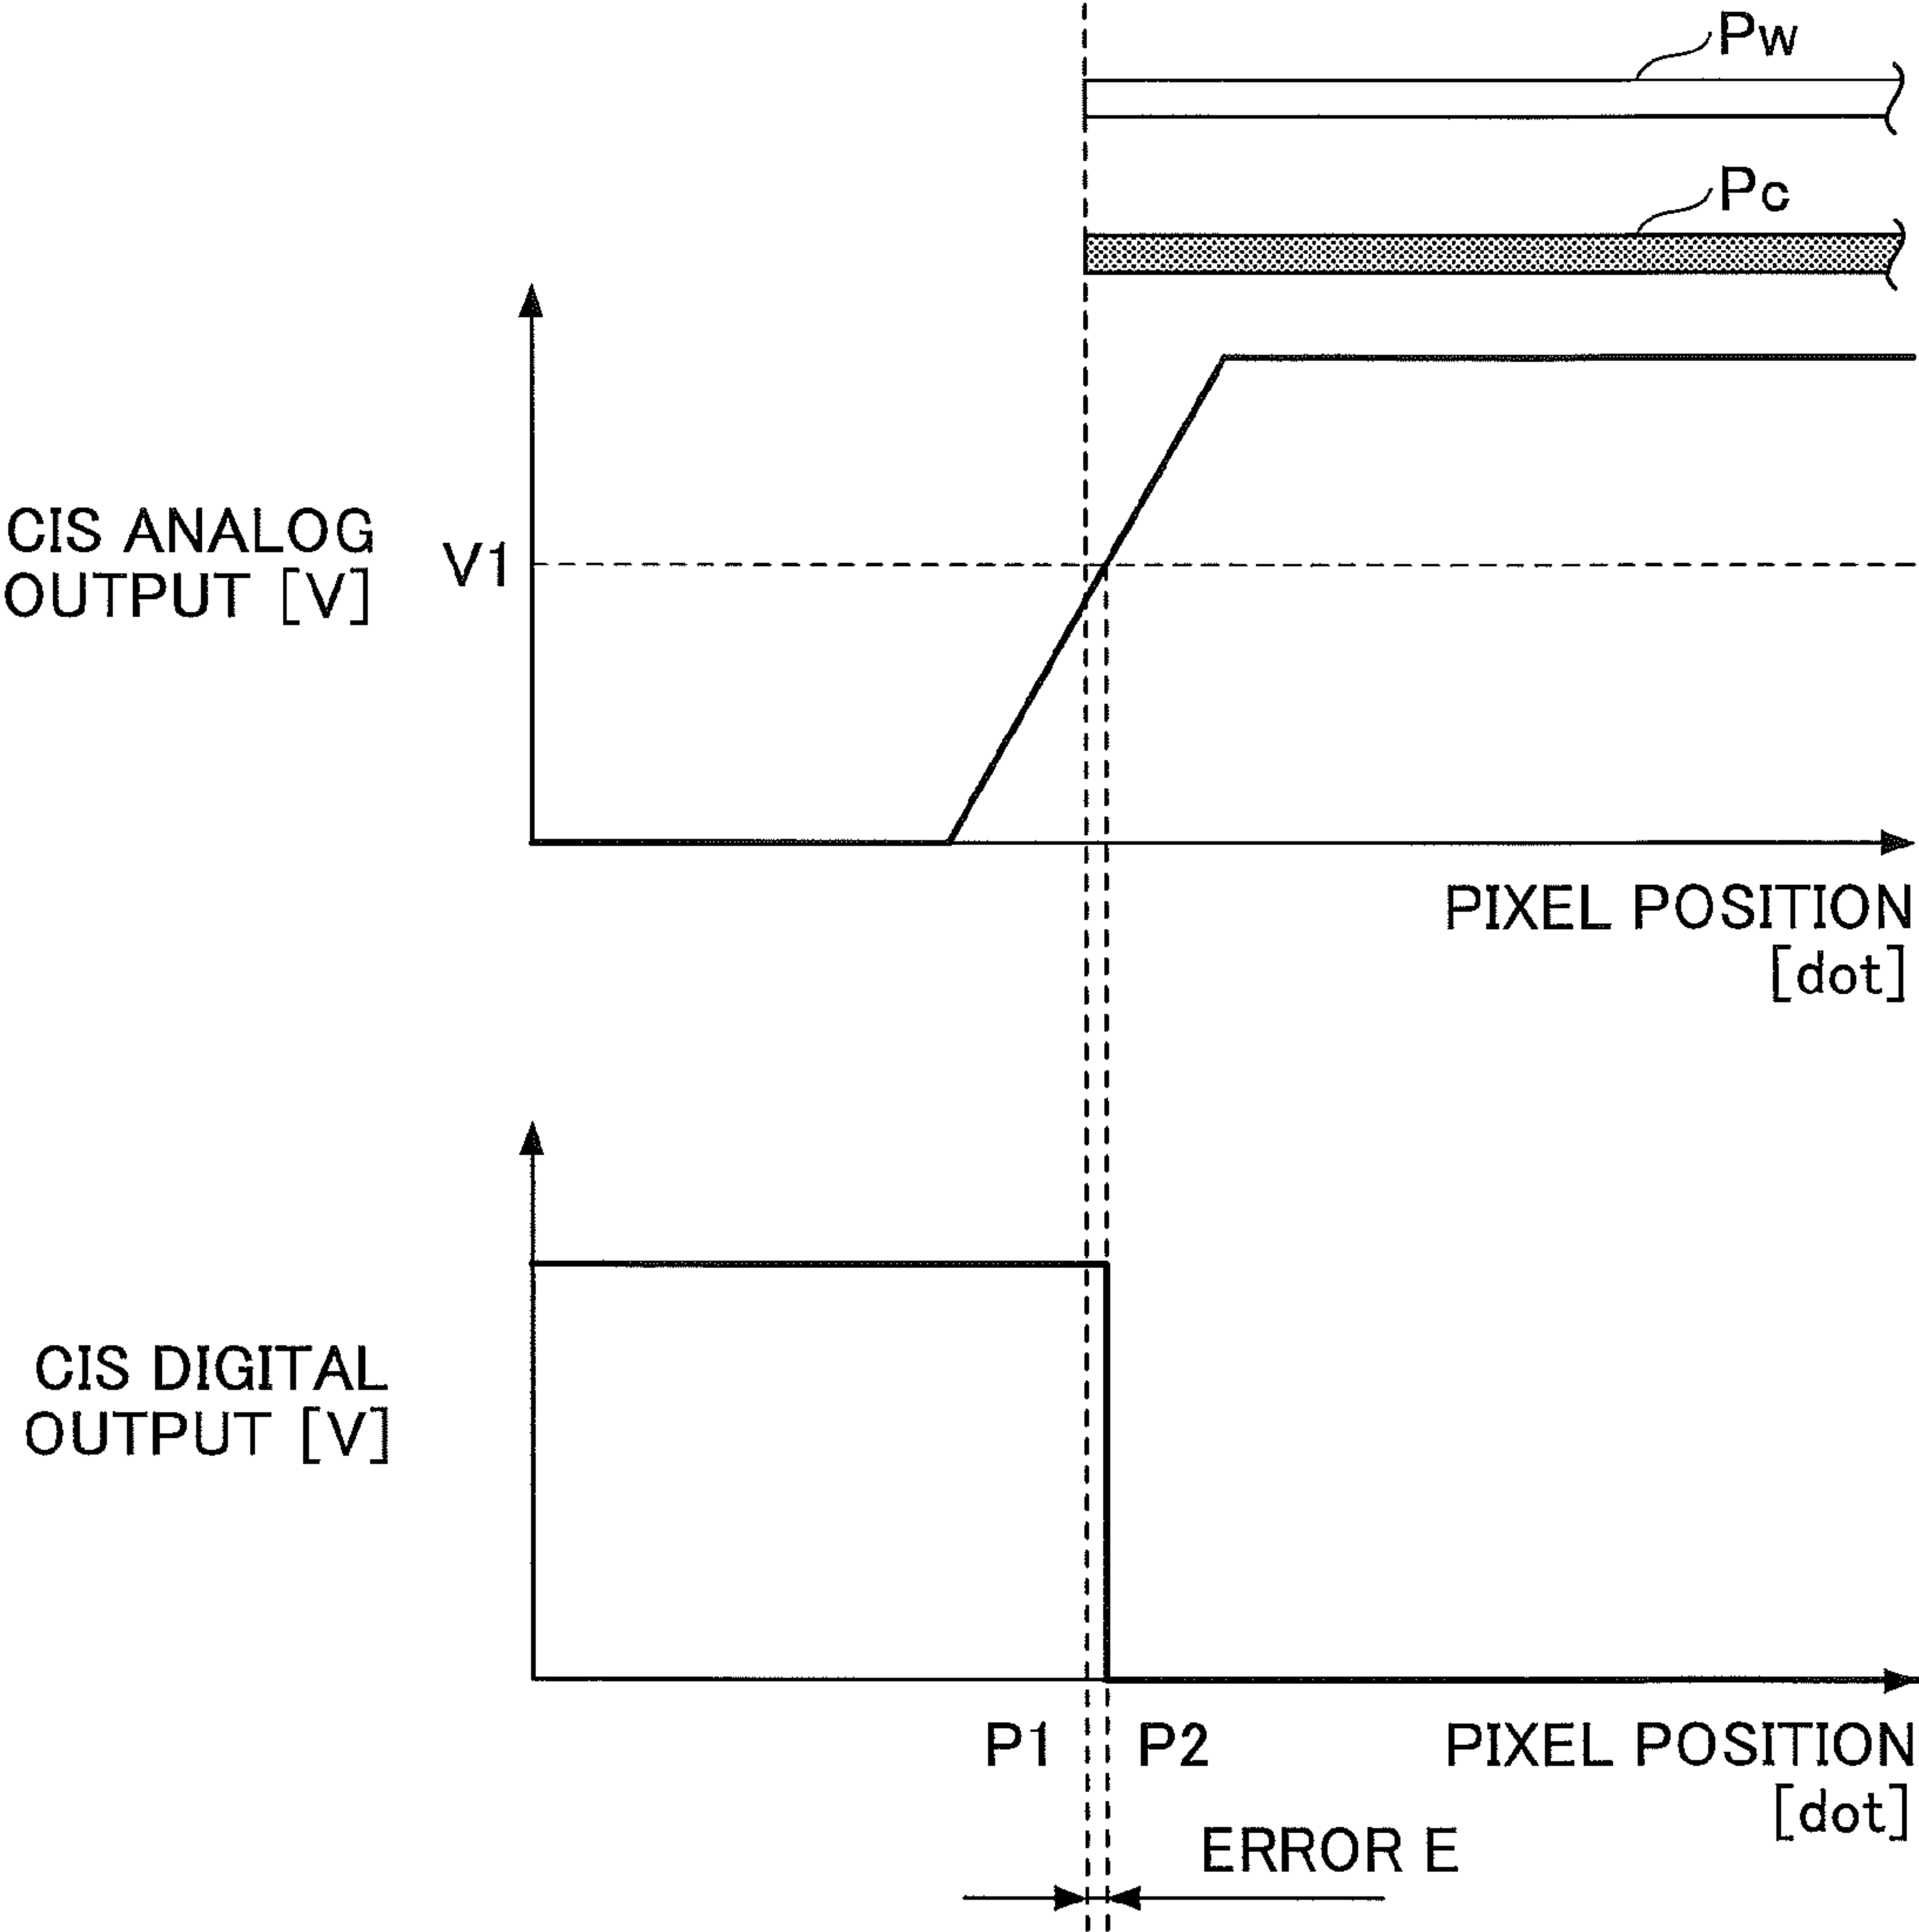 Pw
Pc
CIS ANALOG
OUTPUT [V]
V1
PIXEL POSITION
[dot]
CIS DIGITAL
OUTPUT [V]
P1
P2
PIXEL POSITION
[dot]
ERROR E